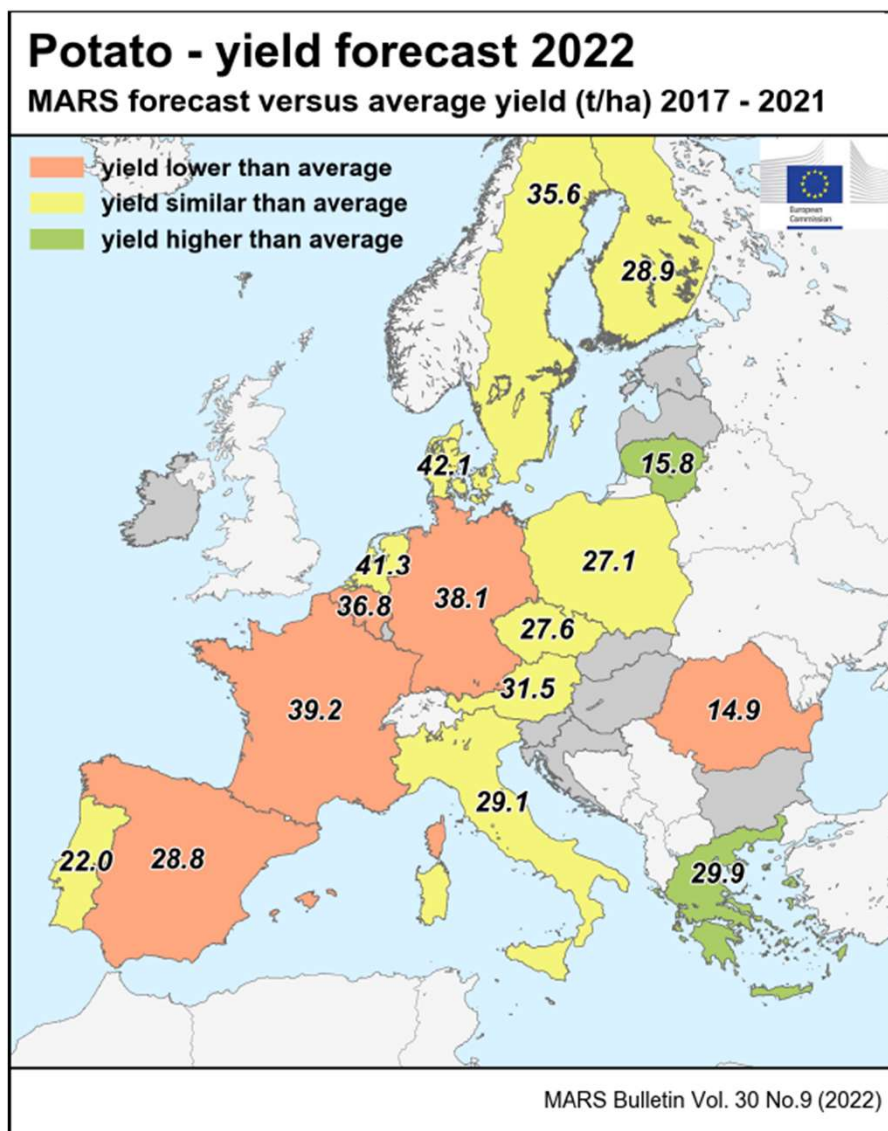 Potato - yield forecast 2022
MARS forecast versus average yield (t/ha) 2017 - 2021
yield lower than average
yield similar than average
yield higher than average
European
Commission
35.6
28.9
42.1
15.8
41.3
27.1
36.8
38.1
27.6
31.5
39.2
14.9
29.1
22.0
28.8
29.9
MARS Bulletin Vol. 30 No.9 (2022)